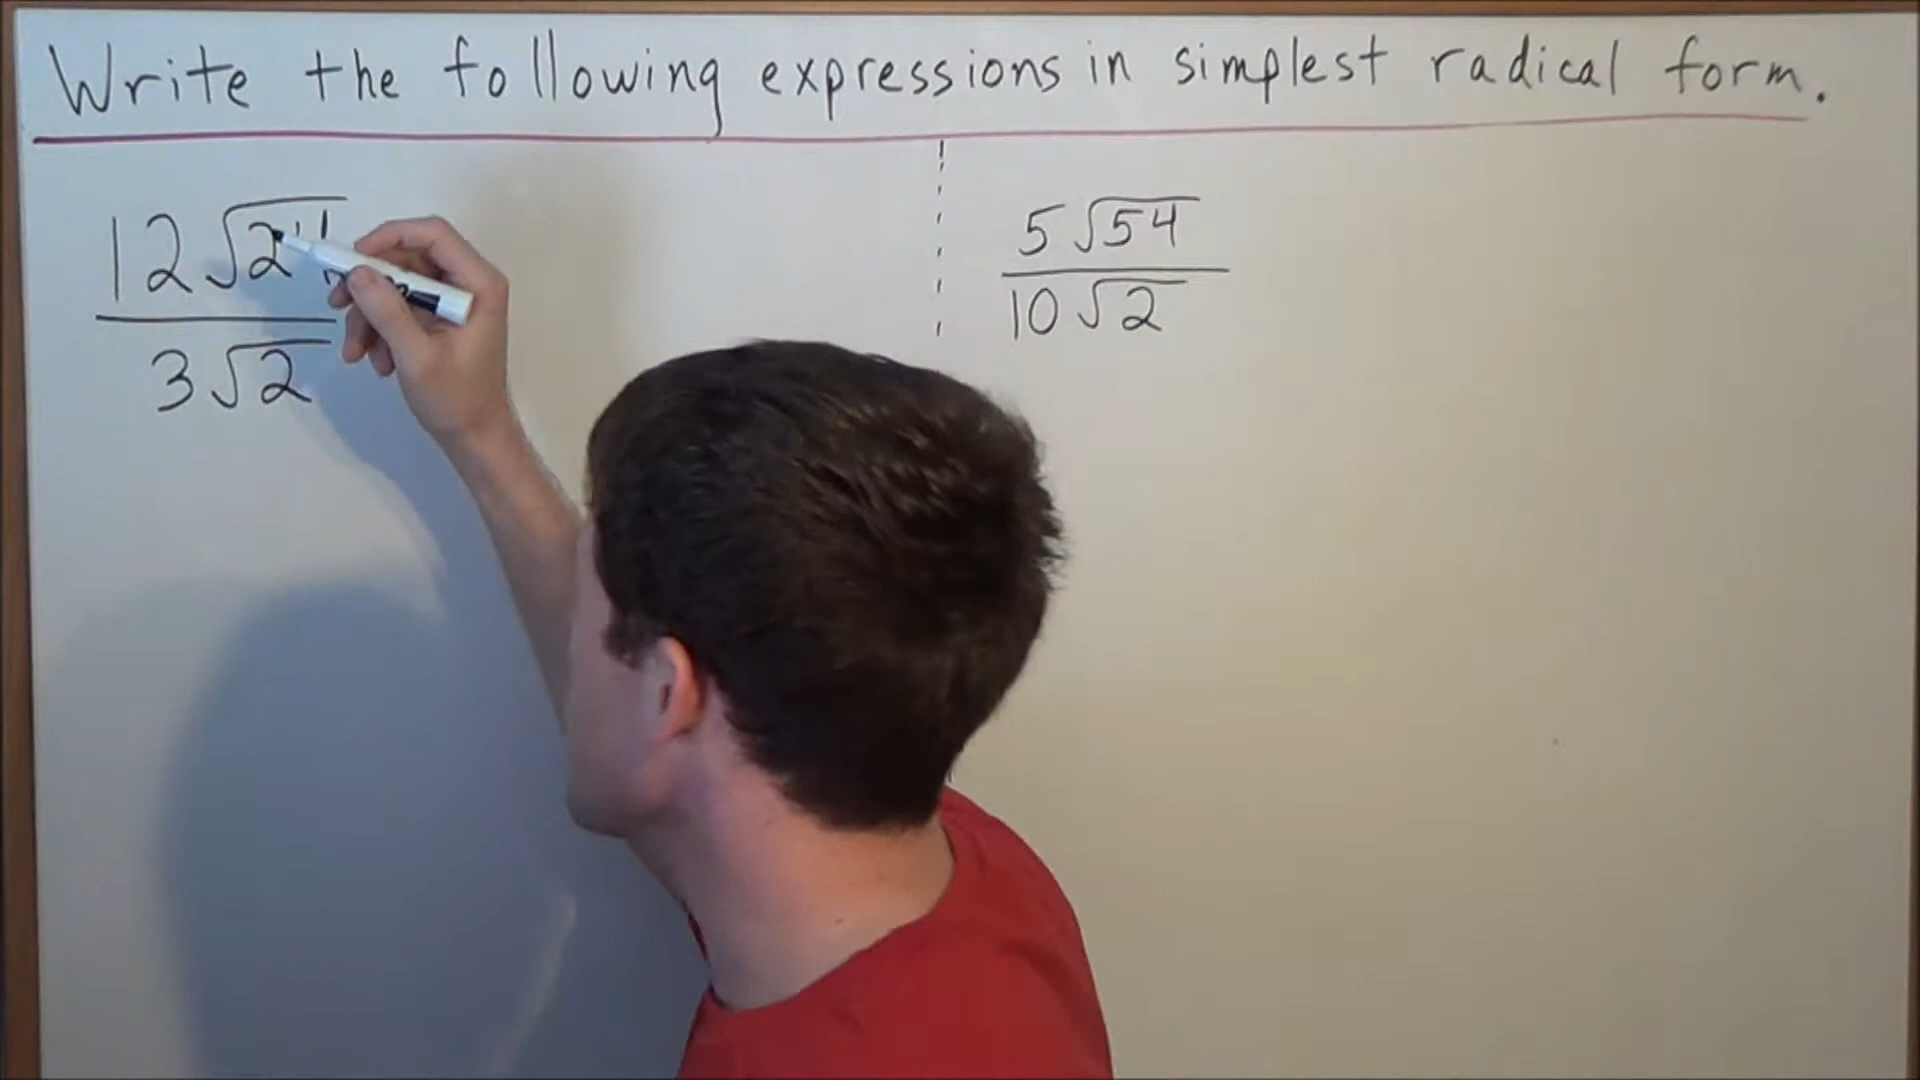 Write the following expressions in simplest radical form.
12√24
3√2
5√54
10√2